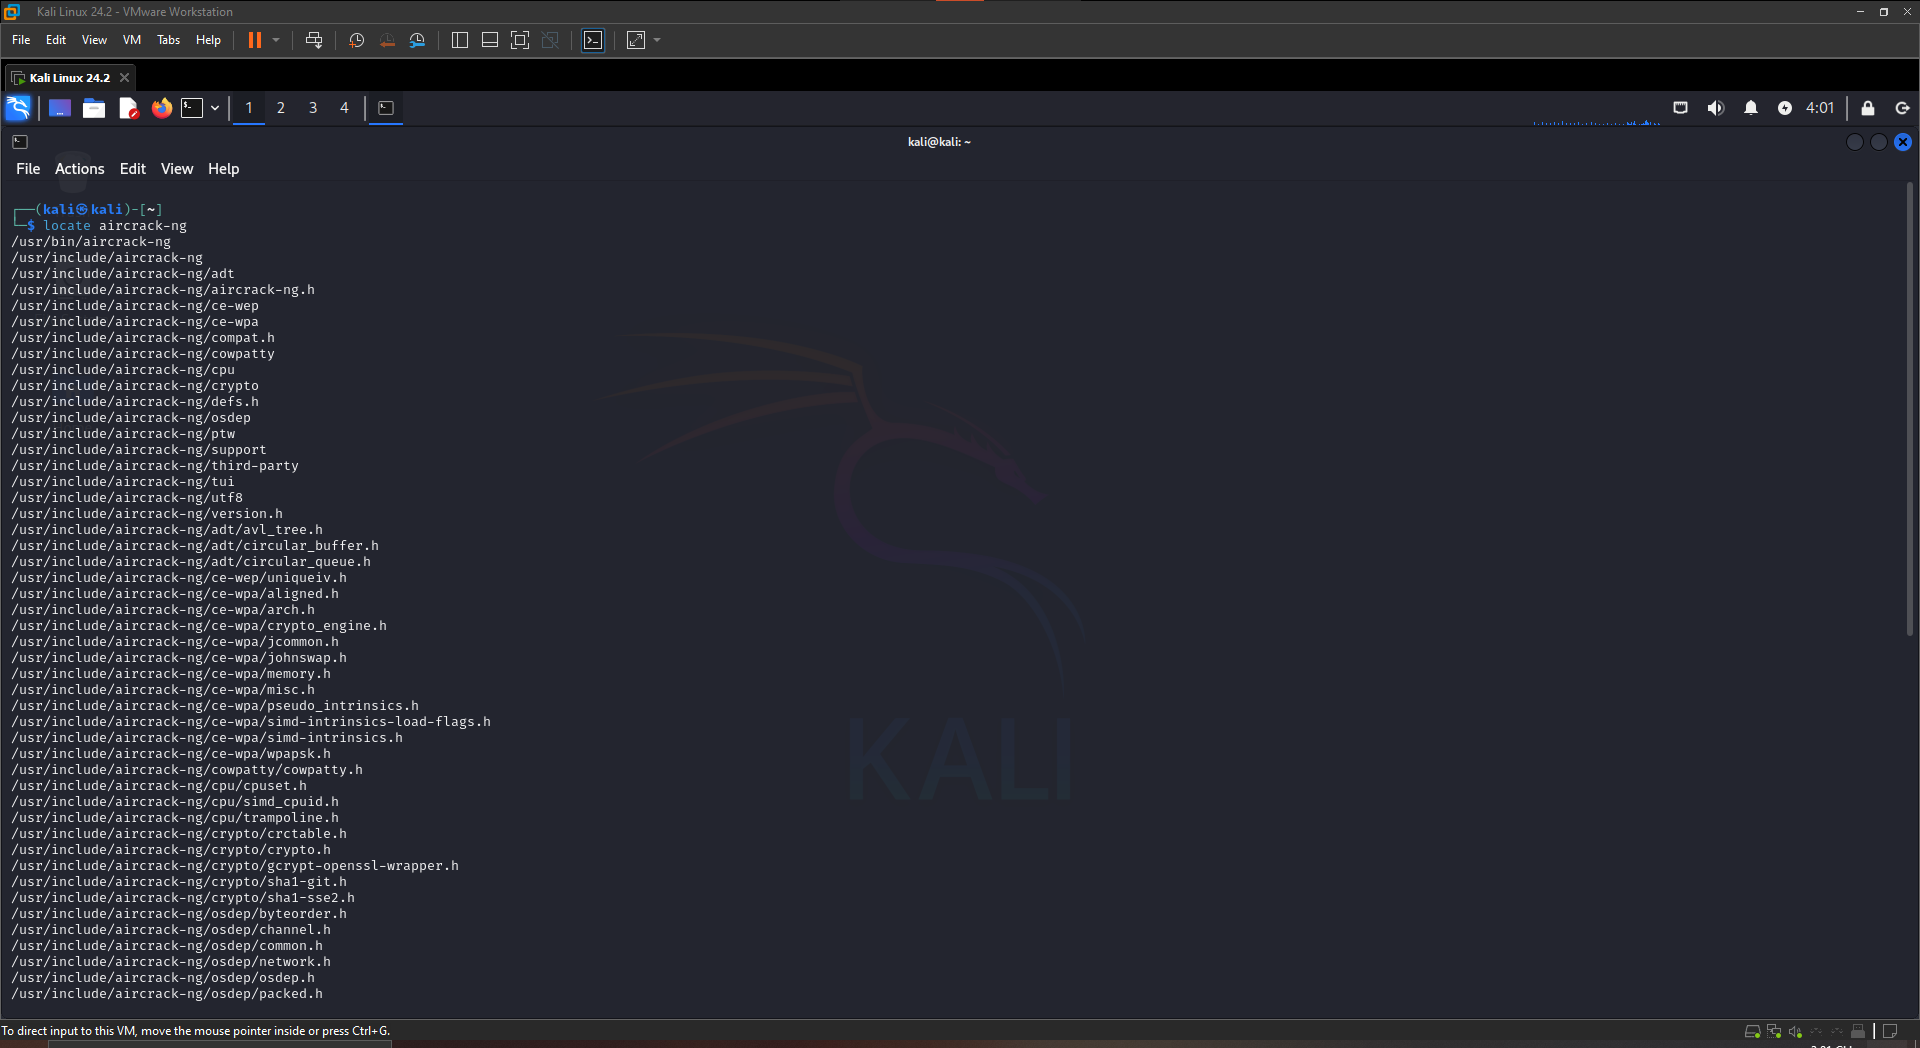 Kali Linux 24.2 - VMware Workstation
File Edit View VM Tabs Help
Kali Linux 24.2
1 2 3 4
4:01
kali@kali: ~
File Actions Edit View Help
┌──(kali㉿kali)-[~]
└─$ locate aircrack-ng
/usr/bin/aircrack-ng
/usr/include/aircrack-ng
/usr/include/aircrack-ng/adt
/usr/include/aircrack-ng/aircrack-ng.h
/usr/include/aircrack-ng/ce-wep
/usr/include/aircrack-ng/ce-wpa
/usr/include/aircrack-ng/compat.h
/usr/include/aircrack-ng/cowpatty
/usr/include/aircrack-ng/cpu
/usr/include/aircrack-ng/crypto
/usr/include/aircrack-ng/defs.h
/usr/include/aircrack-ng/osdep
/usr/include/aircrack-ng/ptw
/usr/include/aircrack-ng/support
/usr/include/aircrack-ng/third-party
/usr/include/aircrack-ng/tui
/usr/include/aircrack-ng/utf8
/usr/include/aircrack-ng/version.h
/usr/include/aircrack-ng/adt/avl_tree.h
/usr/include/aircrack-ng/adt/circular_buffer.h
/usr/include/aircrack-ng/adt/circular_queue.h
/usr/include/aircrack-ng/ce-wep/uniqueiv.h
/usr/include/aircrack-ng/ce-wpa/aligned.h
/usr/include/aircrack-ng/ce-wpa/arch.h
/usr/include/aircrack-ng/ce-wpa/crypto_engine.h
/usr/include/aircrack-ng/ce-wpa/jcommon.h
/usr/include/aircrack-ng/ce-wpa/johnswap.h
/usr/include/aircrack-ng/ce-wpa/memory.h
/usr/include/aircrack-ng/ce-wpa/misc.h
/usr/include/aircrack-ng/ce-wpa/pseudo_intrinsics.h
/usr/include/aircrack-ng/ce-wpa/simd-intrinsics-load-flags.h
/usr/include/aircrack-ng/ce-wpa/simd-intrinsics.h
/usr/include/aircrack-ng/ce-wpa/wpapsk.h
/usr/include/aircrack-ng/cowpatty/cowpatty.h
/usr/include/aircrack-ng/cpu/cpuset.h
/usr/include/aircrack-ng/cpu/simd_cpuid.h
/usr/include/aircrack-ng/cpu/trampoline.h
/usr/include/aircrack-ng/crypto/crctable.h
/usr/include/aircrack-ng/crypto/crypto.h
/usr/include/aircrack-ng/crypto/gcrypt-openssl-wrapper.h
/usr/include/aircrack-ng/crypto/sha1-git.h
/usr/include/aircrack-ng/crypto/sha1-sse2.h
/usr/include/aircrack-ng/osdep/byteorder.h
/usr/include/aircrack-ng/osdep/channel.h
/usr/include/aircrack-ng/osdep/common.h
/usr/include/aircrack-ng/osdep/network.h
/usr/include/aircrack-ng/osdep/osdep.h
/usr/include/aircrack-ng/osdep/packed.h
KALI
To direct input to this VM, move the mouse pointer inside or press Ctrl+G.